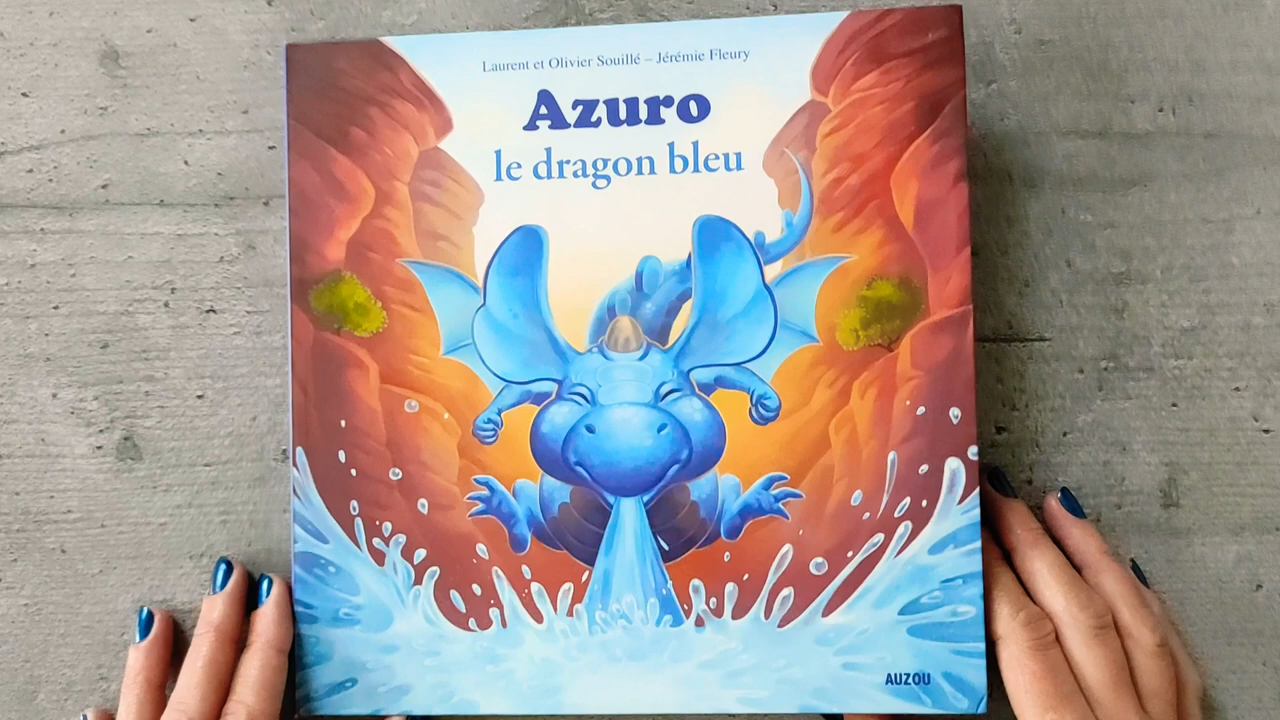 Laurent et Olivier Souillé – Jérémie Fleury
Azuro
le dragon bleu
AUZOU